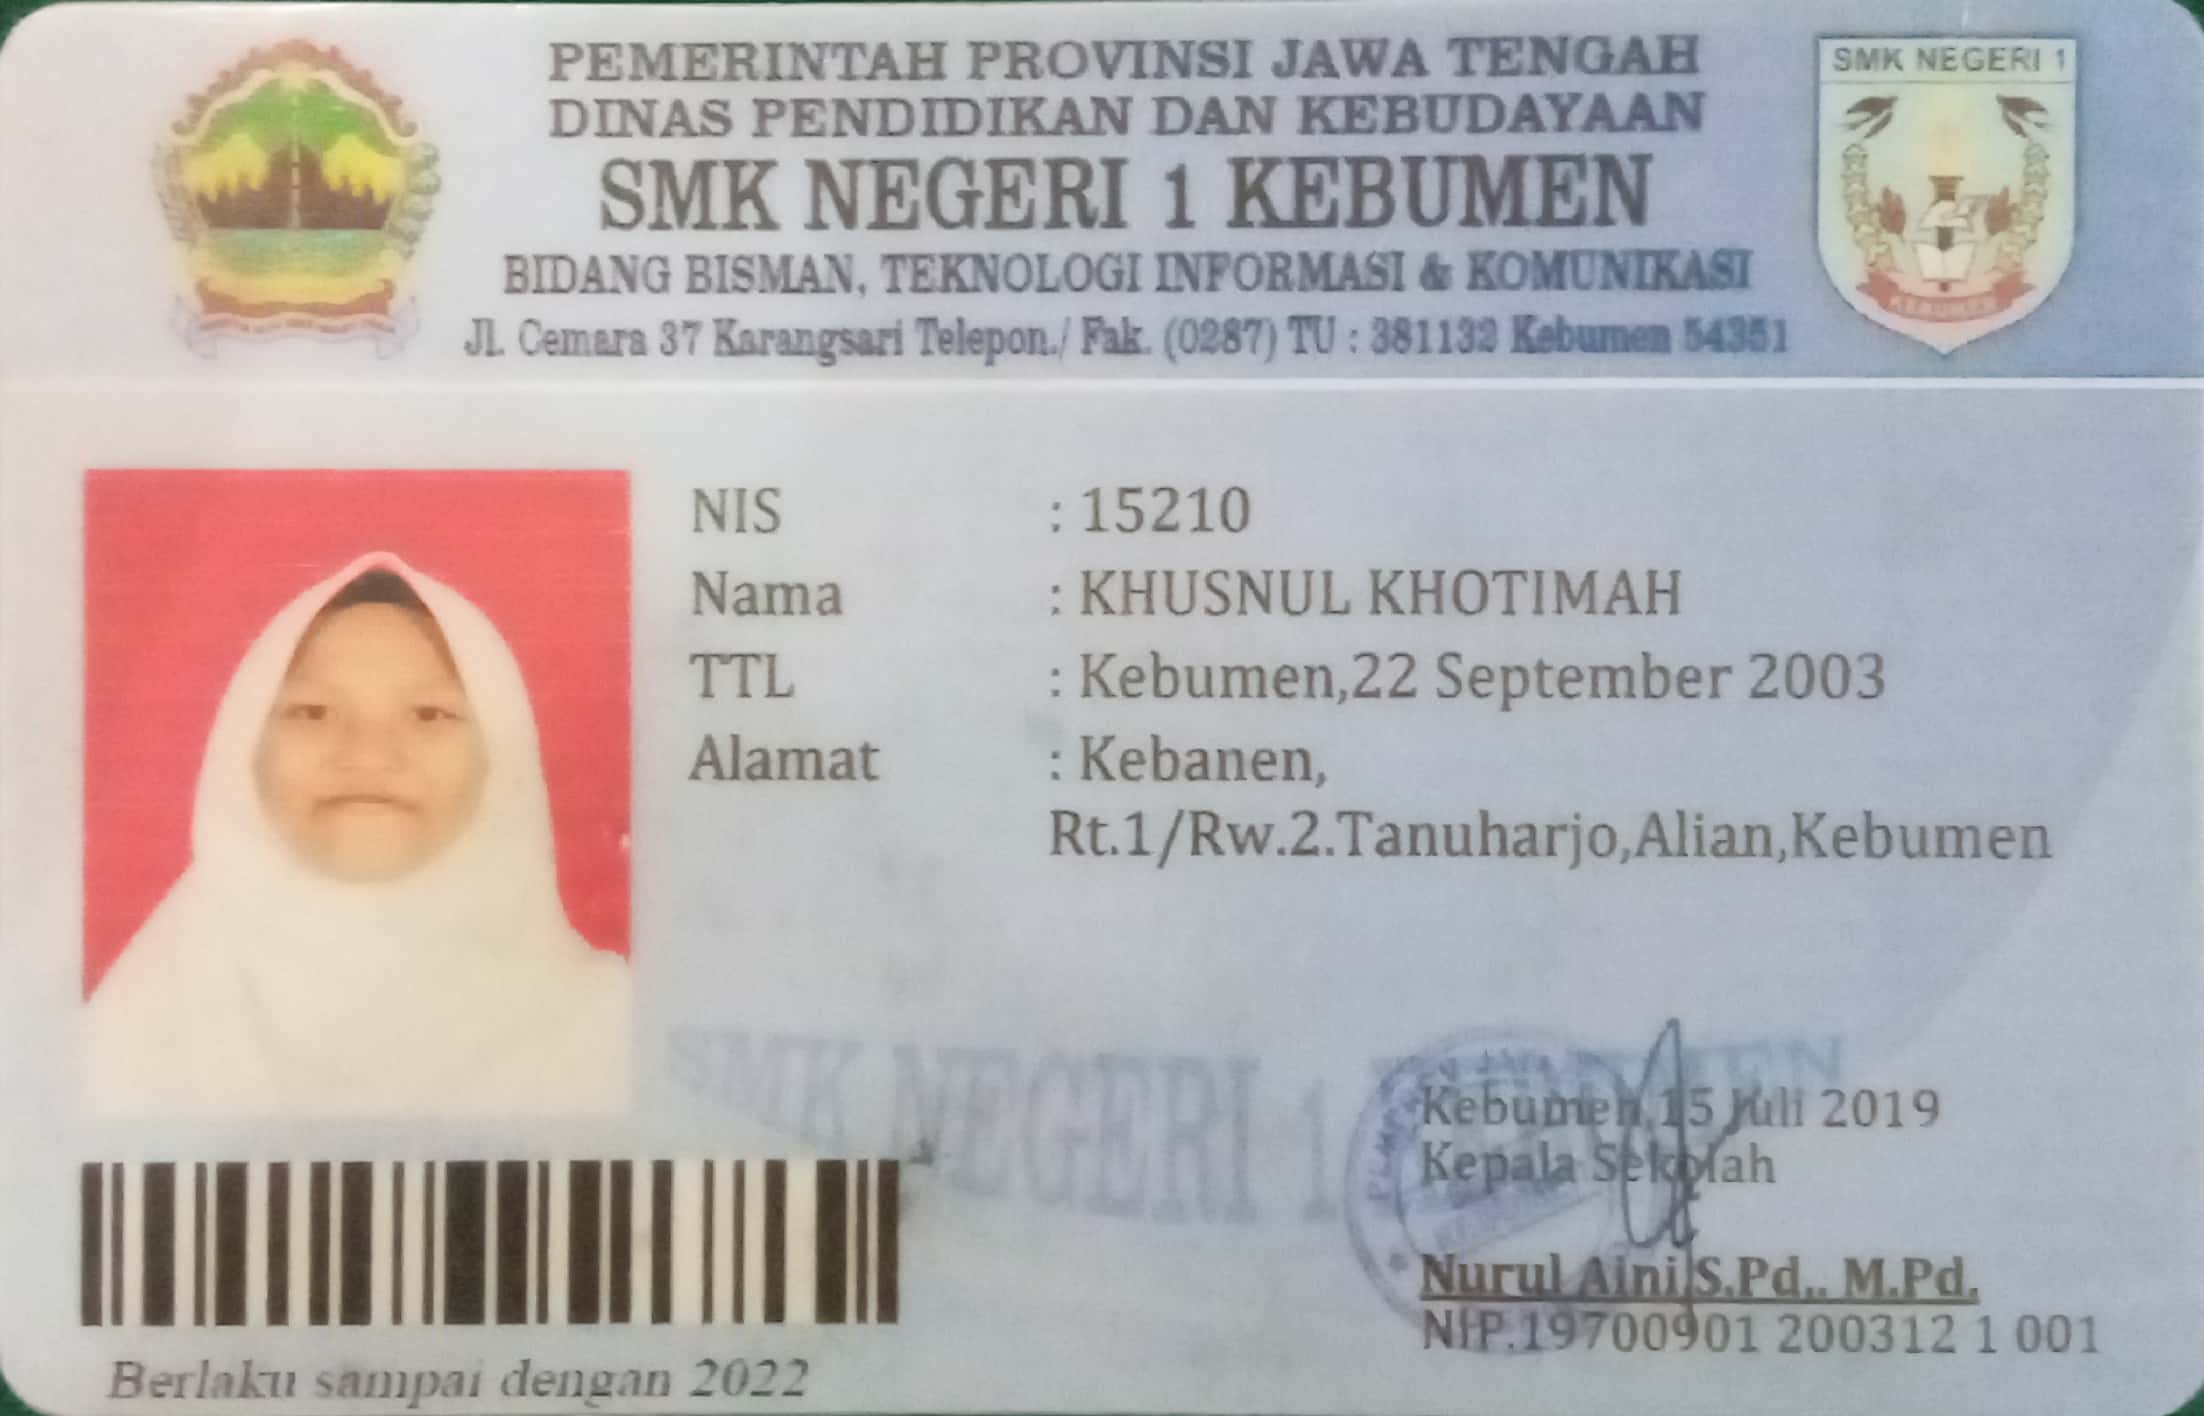 PEMERINTAH PROVINSI JAWA TENGAH
DINAS PENDIDIKAN DAN KEBUDAYAAN
SMK NEGERI 1 KEBUMEN
BIDANG BISMAN, TEKNOLOGI INFORMASI & KOMUNIKASI
Jl. Cemara 37 Karangsari Telepon./ Fak. (0287) TU : 381132 Kebumen 54351
SMK NEGERI 1
KEBUMEN
NIS : 15210
Nama : KHUSNUL KHOTIMAH
TTL : Kebumen,22 September 2003
Alamat : Kebanen,
Rt.1/Rw.2.Tanuharjo,Alian,Kebumen
SMK NEGERI 1 KEBUMEN
Kebumen,15 Juli 2019
Kepala Sekolah
Nurul Aini,S.Pd., M.Pd.
NIP.19700901 200312 1 001
Berlaku sampai dengan 2022